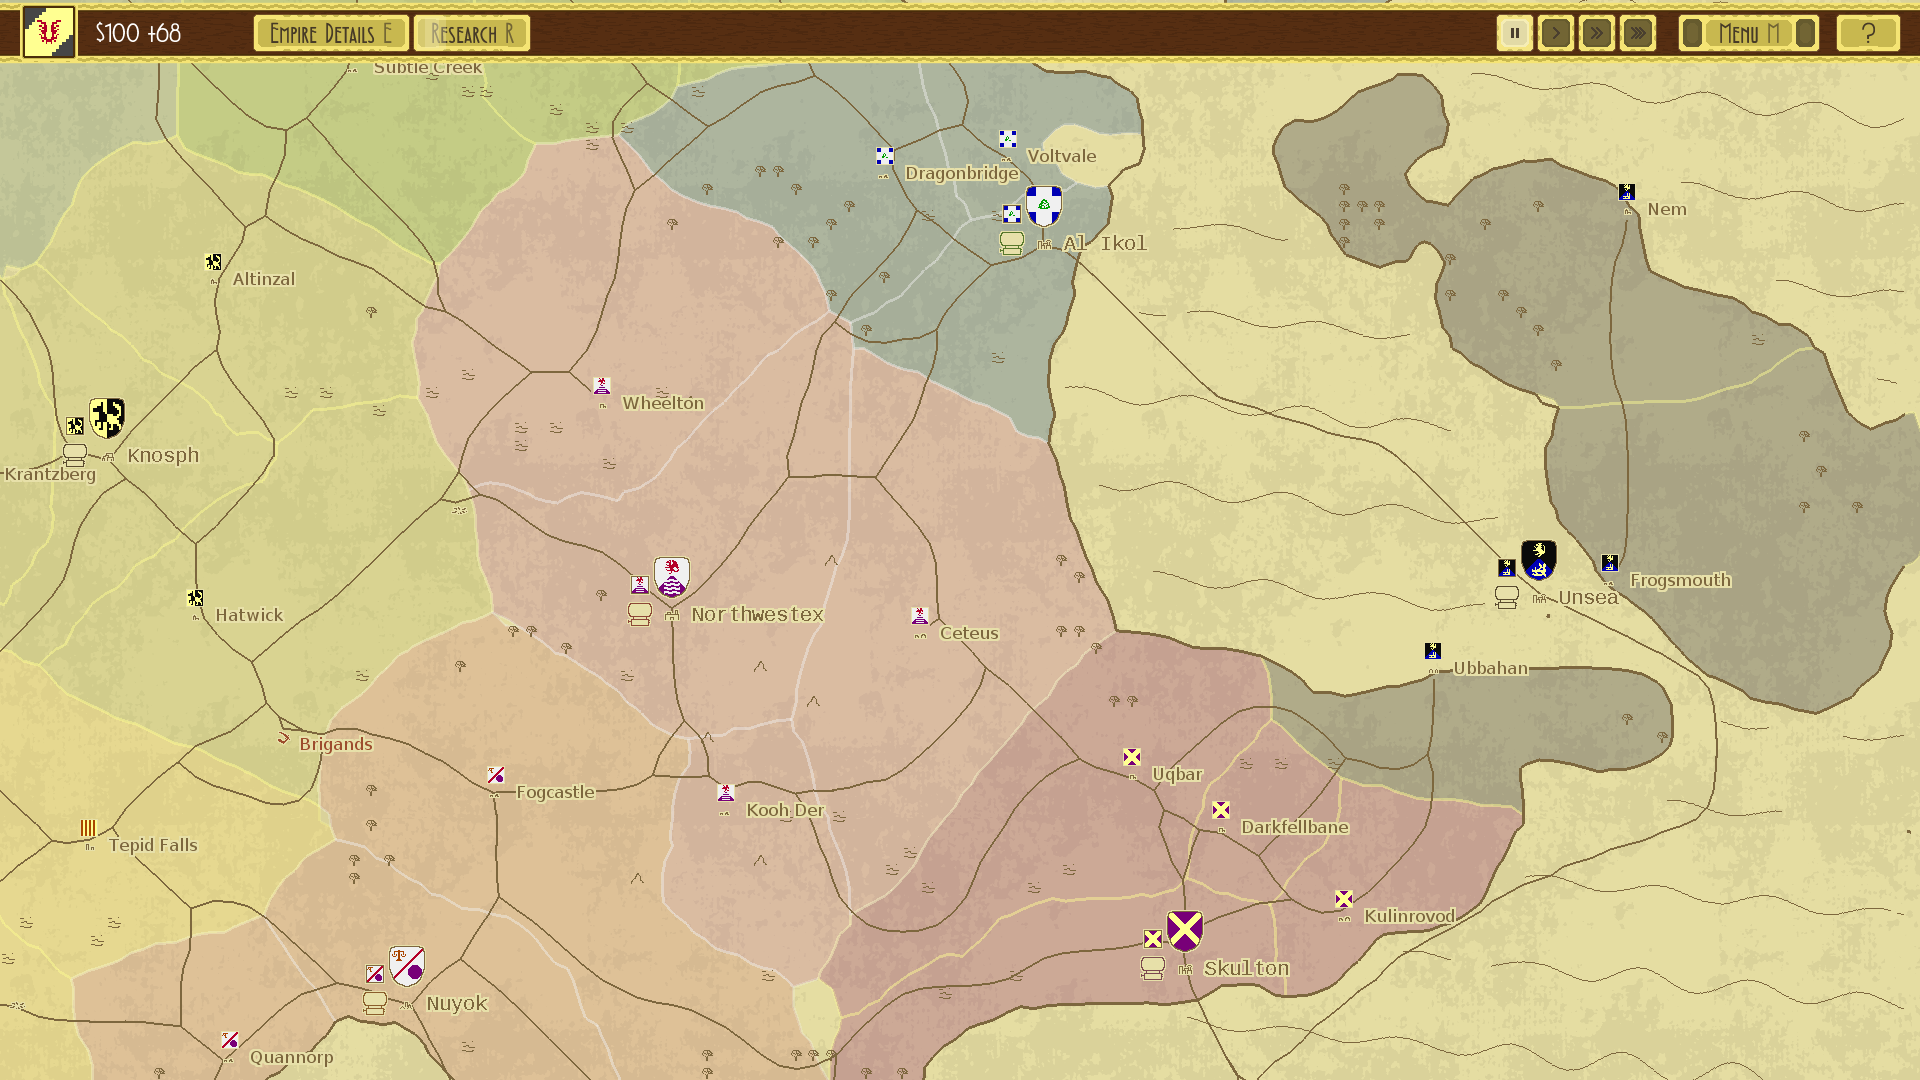 $100 +68
Empire Details E
Research R
Menu M
?
Subtle Creek
Voltvale
Dragonbridge
Nem
Al Ikol
Altinzal
Wheelton
Knosph
Krantzberg
Frogsmouth
Unsea
Hatwick
Northwestex
Ceteus
Ubbahan
Brigands
Uqbar
Fogcastle
Kooh Der
Darkfellbane
Tepid Falls
Kulinrovod
Skulton
Nuyok
Quannorp